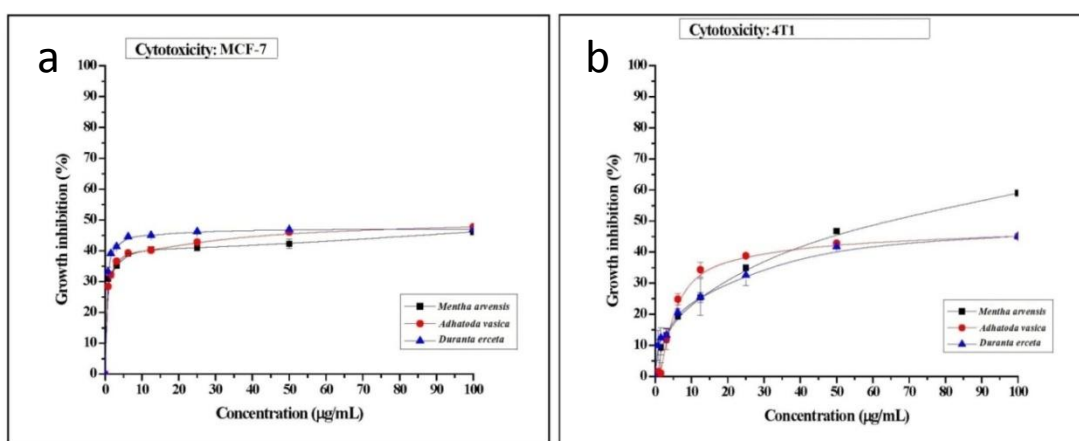 a
Cytotoxicity: MCF-7
100
90
80
70
60
50
40
30
20
10
0
Growth inhibition (%)
Mentha arvensis
Adhatoda vasica
Duranta erceta
0 10 20 30 40 50 60 70 80 90 100
Concentration (µg/mL)
b
Cytotoxicity: 4T1
100
90
80
70
60
50
40
30
20
10
0
Growth inhibition (%)
Mentha arvensis
Adhatoda vasica
Duranta erceta
0 10 20 30 40 50 60 70 80 90 100
Concentration (µg/mL)